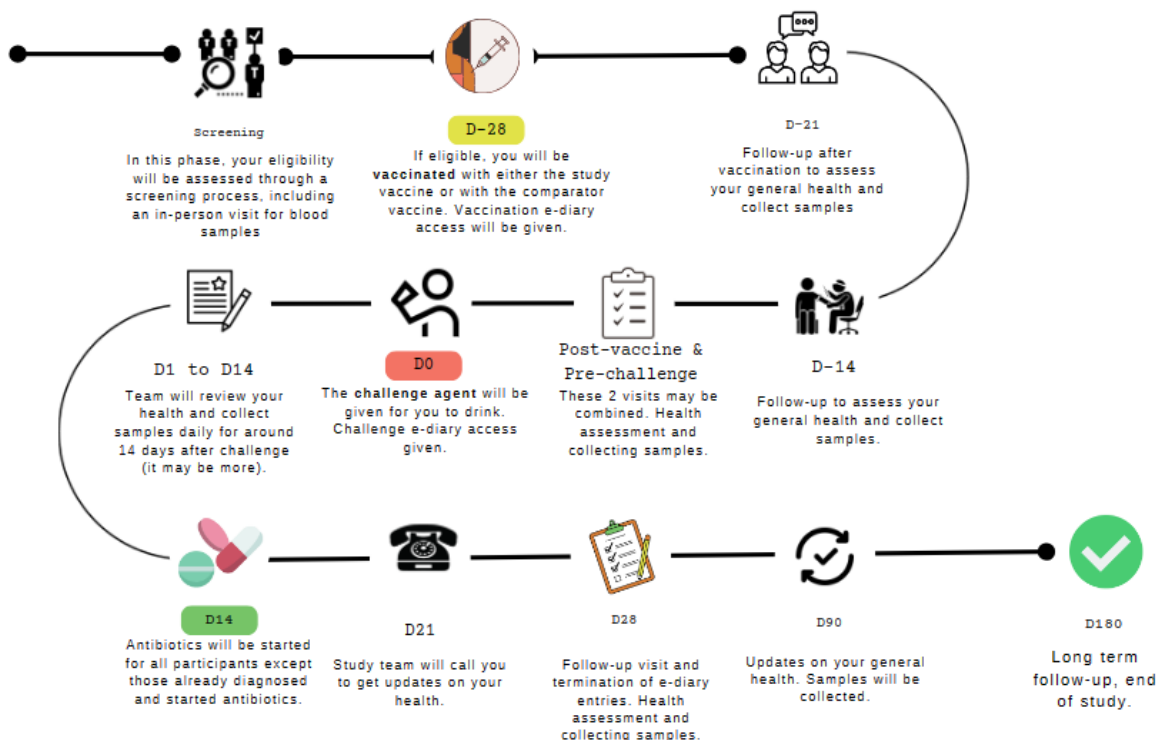 Screening
In this phase, your eligibility
will be assessed through a
screening process, including
an in-person visit for blood
samples
D-28
If eligible, you will be
vaccinated with either the study
vaccine or with the comparator
vaccine. Vaccination e-diary
access will be given.
D-21
Follow-up after
vaccination to assess
your general health and
collect samples
D1 to D14
Team will review your
health and collect
samples daily for around
14 days after challenge
(it may be more).
D0
The challenge agent will be
given for you to drink.
Challenge e-diary access
given.
Post-vaccine &
Pre-challenge
These 2 visits may be
combined. Health
assessment and
collecting samples.
D-14
Follow-up to assess your
general health and collect
samples.
D14
Antibiotics will be started
for all participants except
those already diagnosed
and started antibiotics.
D21
Study team will call you
to get updates on your
health.
D28
Follow-up visit and
termination of e-diary
entries. Health
assessment and
collecting samples.
D90
Updates on your general
health. Samples will be
collected.
D180
Long term
follow-up, end
of study.